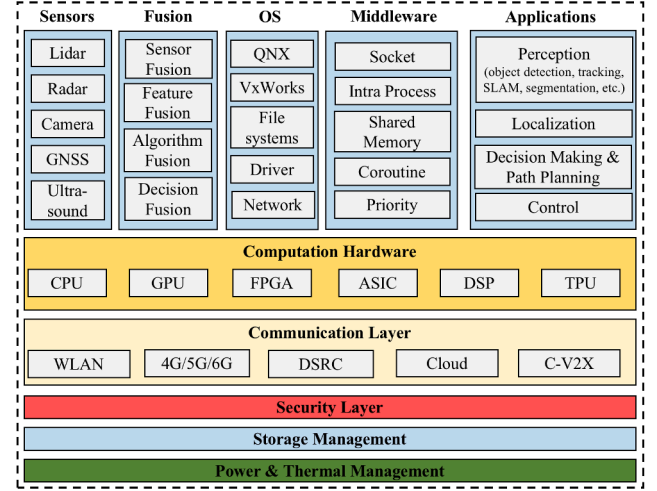 Sensors
Lidar
Radar
Camera
GNSS
Ultra-
sound
Fusion
Sensor
Fusion
Feature
Fusion
Algorithm
Fusion
Decision
Fusion
OS
QNX
VxWorks
File
systems
Driver
Network
Middleware
Socket
Intra Process
Shared
Memory
Coroutine
Priority
Applications
Perception
(object detection, tracking,
SLAM, segmentation, etc.)
Localization
Decision Making &
Path Planning
Control
Computation Hardware
CPU
GPU
FPGA
ASIC
DSP
TPU
Communication Layer
WLAN
4G/5G/6G
DSRC
Cloud
C-V2X
Security Layer
Storage Management
Power & Thermal Management